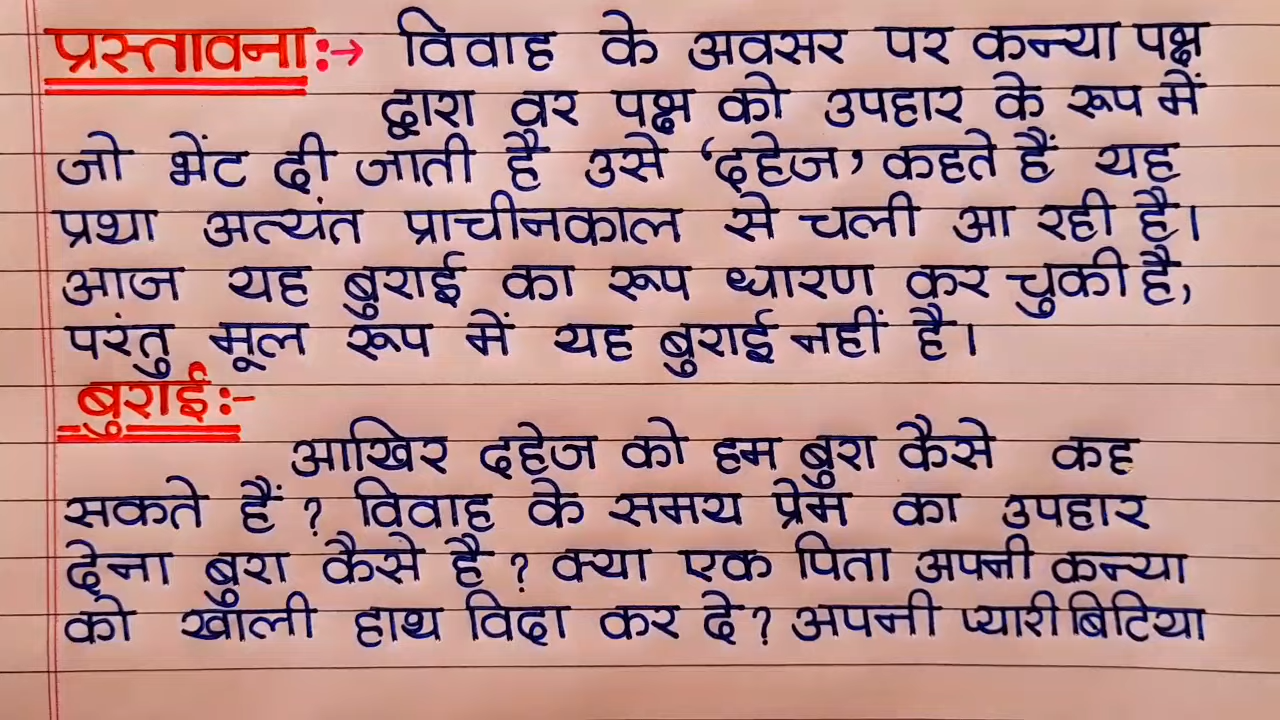 प्रस्तावना:→ विवाह के अवसर पर कन्या पक्ष
द्वारा वर पक्ष को उपहार के रूप में
जो भेंट दी जाती है उसे ‘दहेज’ कहते हैं यह
प्रथा अत्यंत प्राचीनकाल से चली आ रही है।
आज यह बुराई का रूप धारण कर चुकी है,
परंतु मूल रूप में यह बुराई नहीं है।
बुराई:-
आखिर दहेज को हम बुरा कैसे कह
सकते हैं ? विवाह के समय प्रेम का उपहार
देना बुरा कैसे है ? क्या एक पिता अपनी कन्या
को खाली हाथ विदा कर दे ? अपनी प्यारी बिटिया